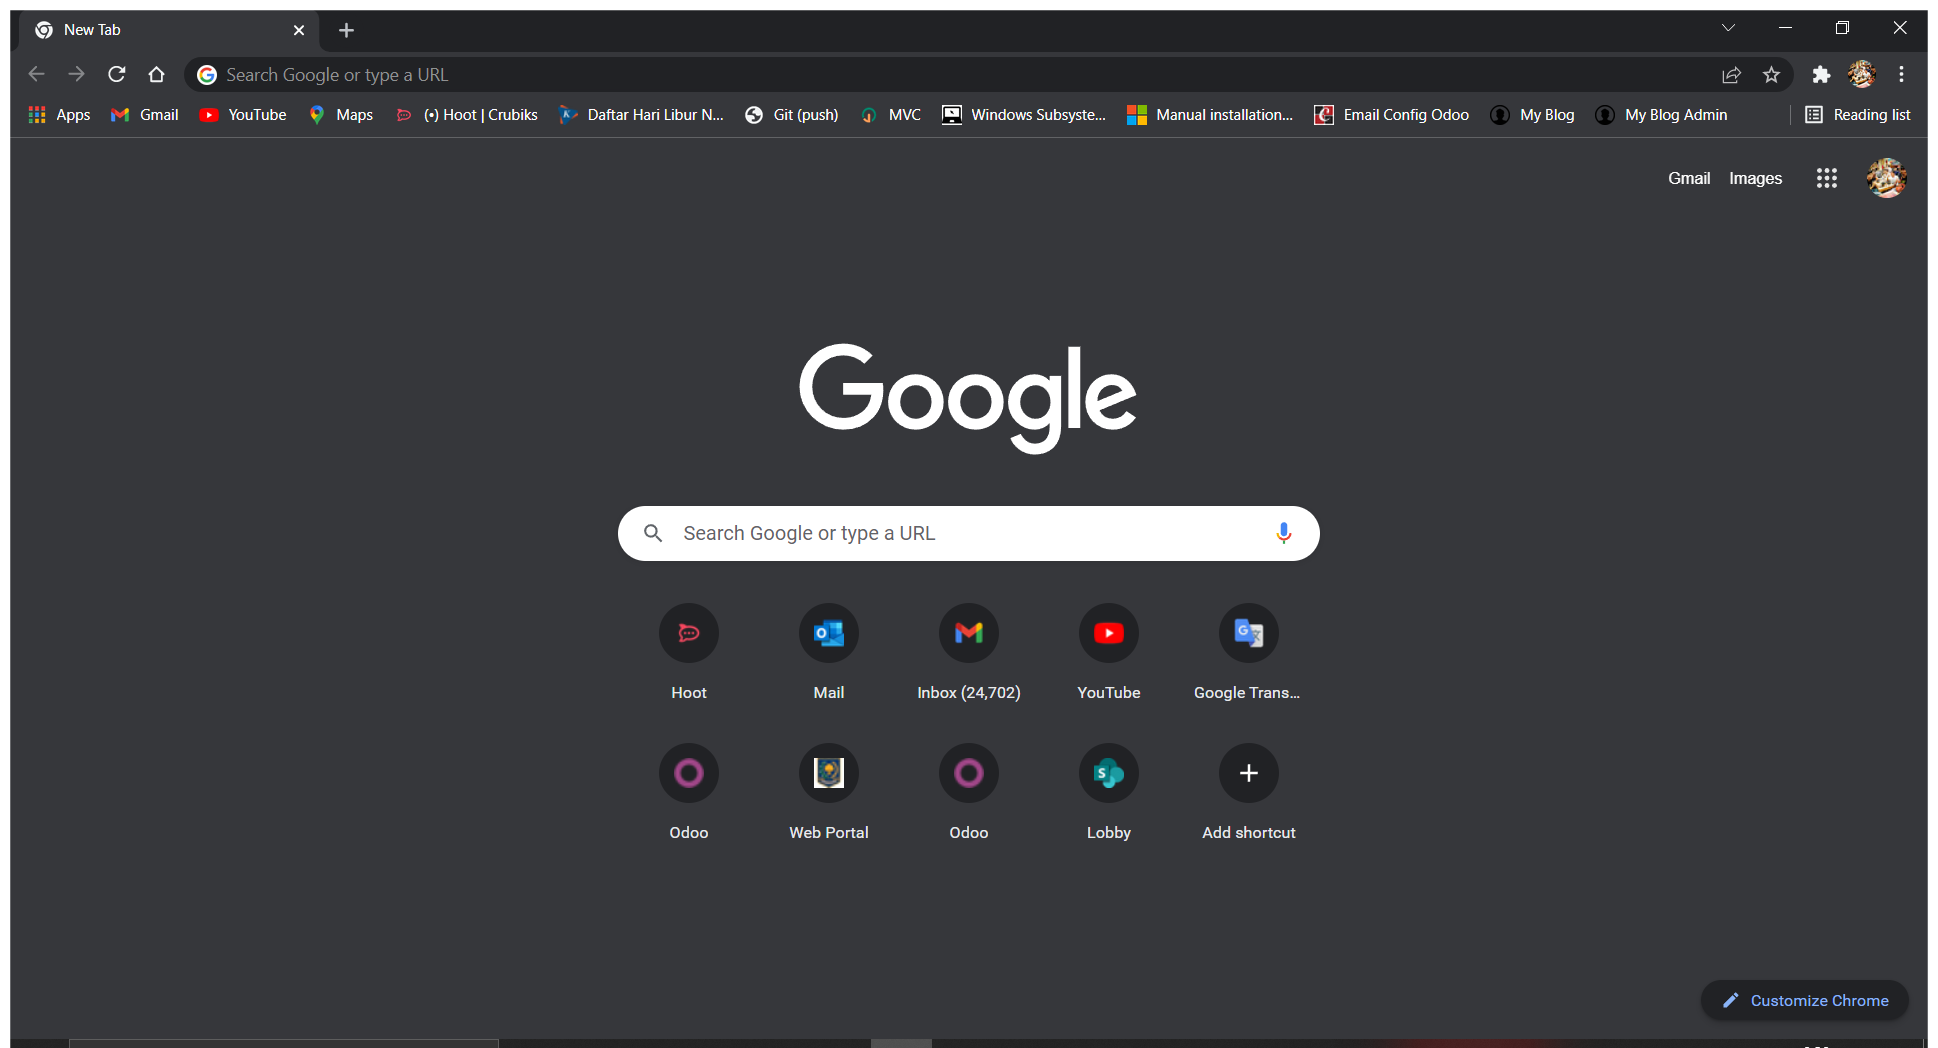 New Tab
Search Google or type a URL
Apps Gmail YouTube Maps (•) Hoot | Crubiks Daftar Hari Libur N... Git (push) MVC Windows Subsyste... Manual installation... Email Config Odoo My Blog My Blog Admin Reading list
Gmail Images
Google
Search Google or type a URL
Hoot Mail Inbox (24,702) YouTube Google Trans...
Odoo Web Portal Odoo Lobby Add shortcut
Customize Chrome